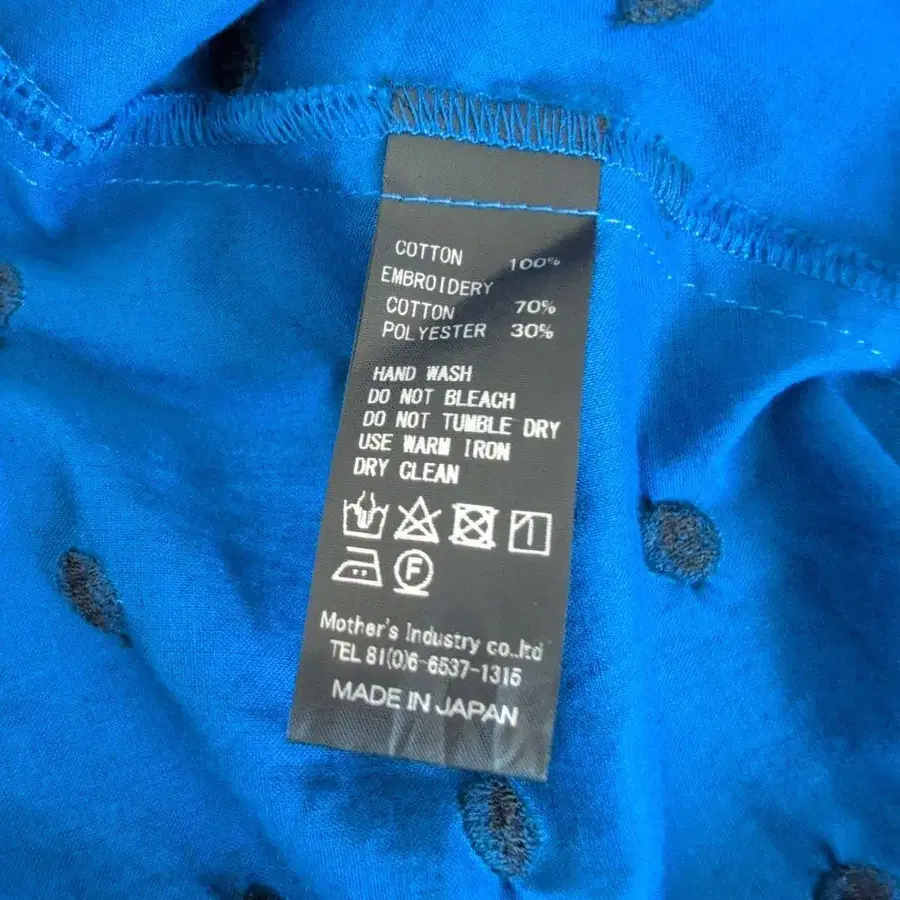 COTTON 100%
EMBROIDERY
COTTON 70%
POLYESTER 30%
HAND WASH
DO NOT BLEACH
DO NOT TUMBLE DRY
USE WARM IRON
DRY CLEAN
F
Mother's Industry co.,ltd
TEL 81(0)6-6537-1315
MADE IN JAPAN